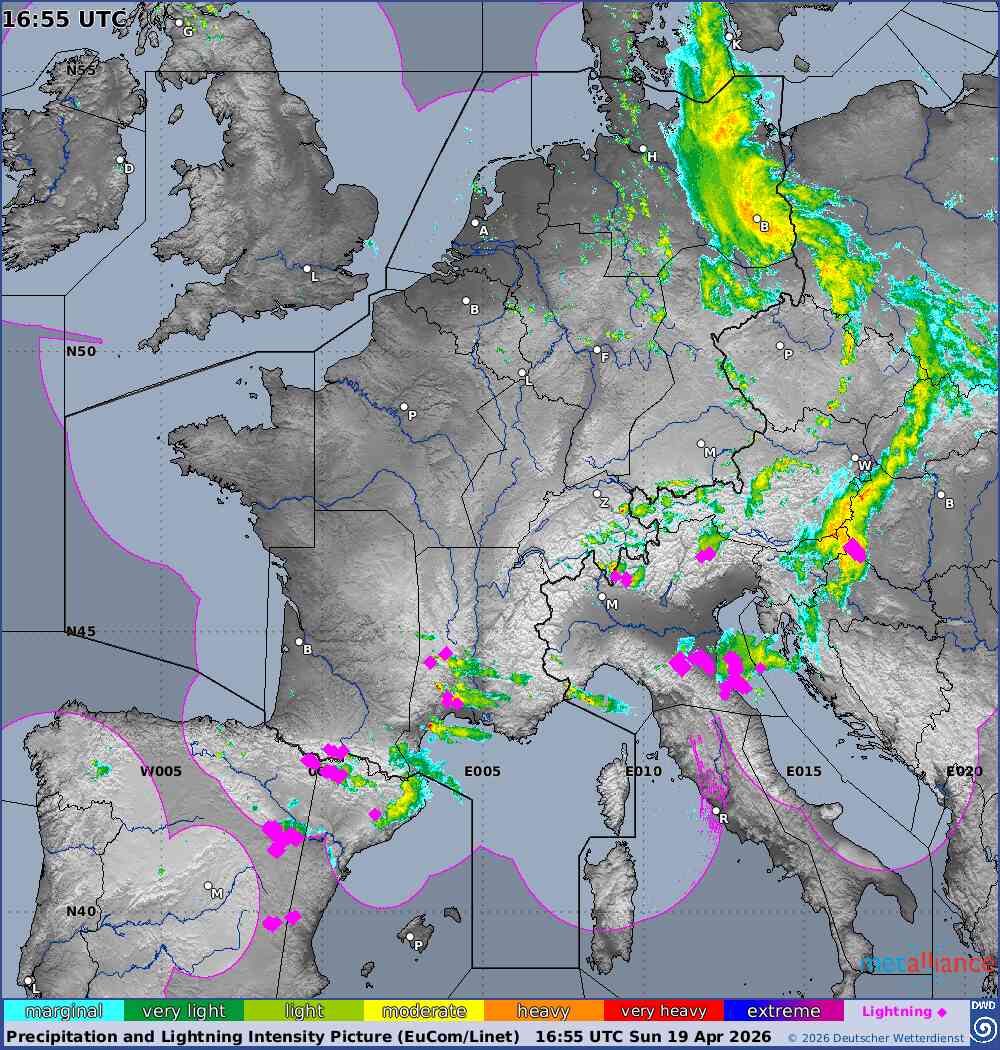 16:55 UTC
G
K
N55
H
D
B
A
L
B
N50
F
P
L
P
M
W
Z
B
M
N45
B
W005
000
E005
E010
E015
E020
R
M
N40
P
L
metalliance
marginal very light light moderate heavy very heavy extreme Lightning
DWD
Precipitation and Lightning Intensity Picture (EuCom/Linet) 16:55 UTC Sun 19 Apr 2026 © 2026 Deutscher Wetterdienst